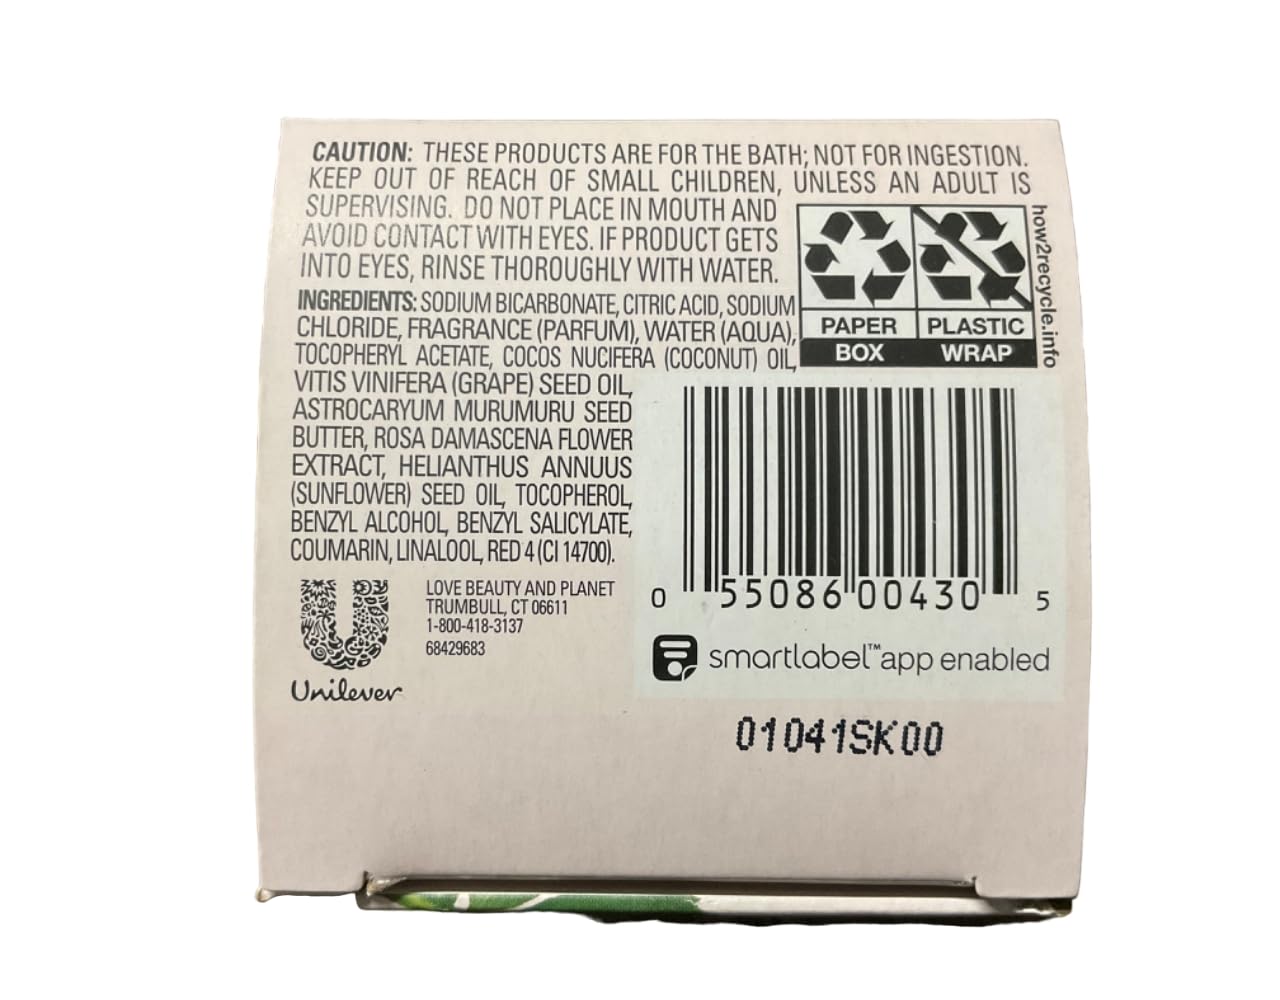 CAUTION: THESE PRODUCTS ARE FOR THE BATH; NOT FOR INGESTION.
KEEP OUT OF REACH OF SMALL CHILDREN, UNLESS AN ADULT IS
SUPERVISING. DO NOT PLACE IN MOUTH AND
AVOID CONTACT WITH EYES. IF PRODUCT GETS
INTO EYES, RINSE THOROUGHLY WITH WATER.
INGREDIENTS: SODIUM BICARBONATE, CITRIC ACID, SODIUM
CHLORIDE, FRAGRANCE (PARFUM), WATER (AQUA),
TOCOPHERYL ACETATE, COCOS NUCIFERA (COCONUT) OIL,
VITIS VINIFERA (GRAPE) SEED OIL,
ASTROCARYUM MURUMURU SEED
BUTTER, ROSA DAMASCENA FLOWER
EXTRACT, HELIANTHUS ANNUUS
(SUNFLOWER) SEED OIL, TOCOPHEROL,
BENZYL ALCOHOL, BENZYL SALICYLATE,
COUMARIN, LINALOOL, RED 4 (CI 14700).
PAPER
BOX
PLASTIC
WRAP
how2recycle.info
0 55086 00430 5
smartlabel™ app enabled
Unilever
LOVE BEAUTY AND PLANET
TRUMBULL, CT 06611
1-800-418-3137
68429683
01041SK00